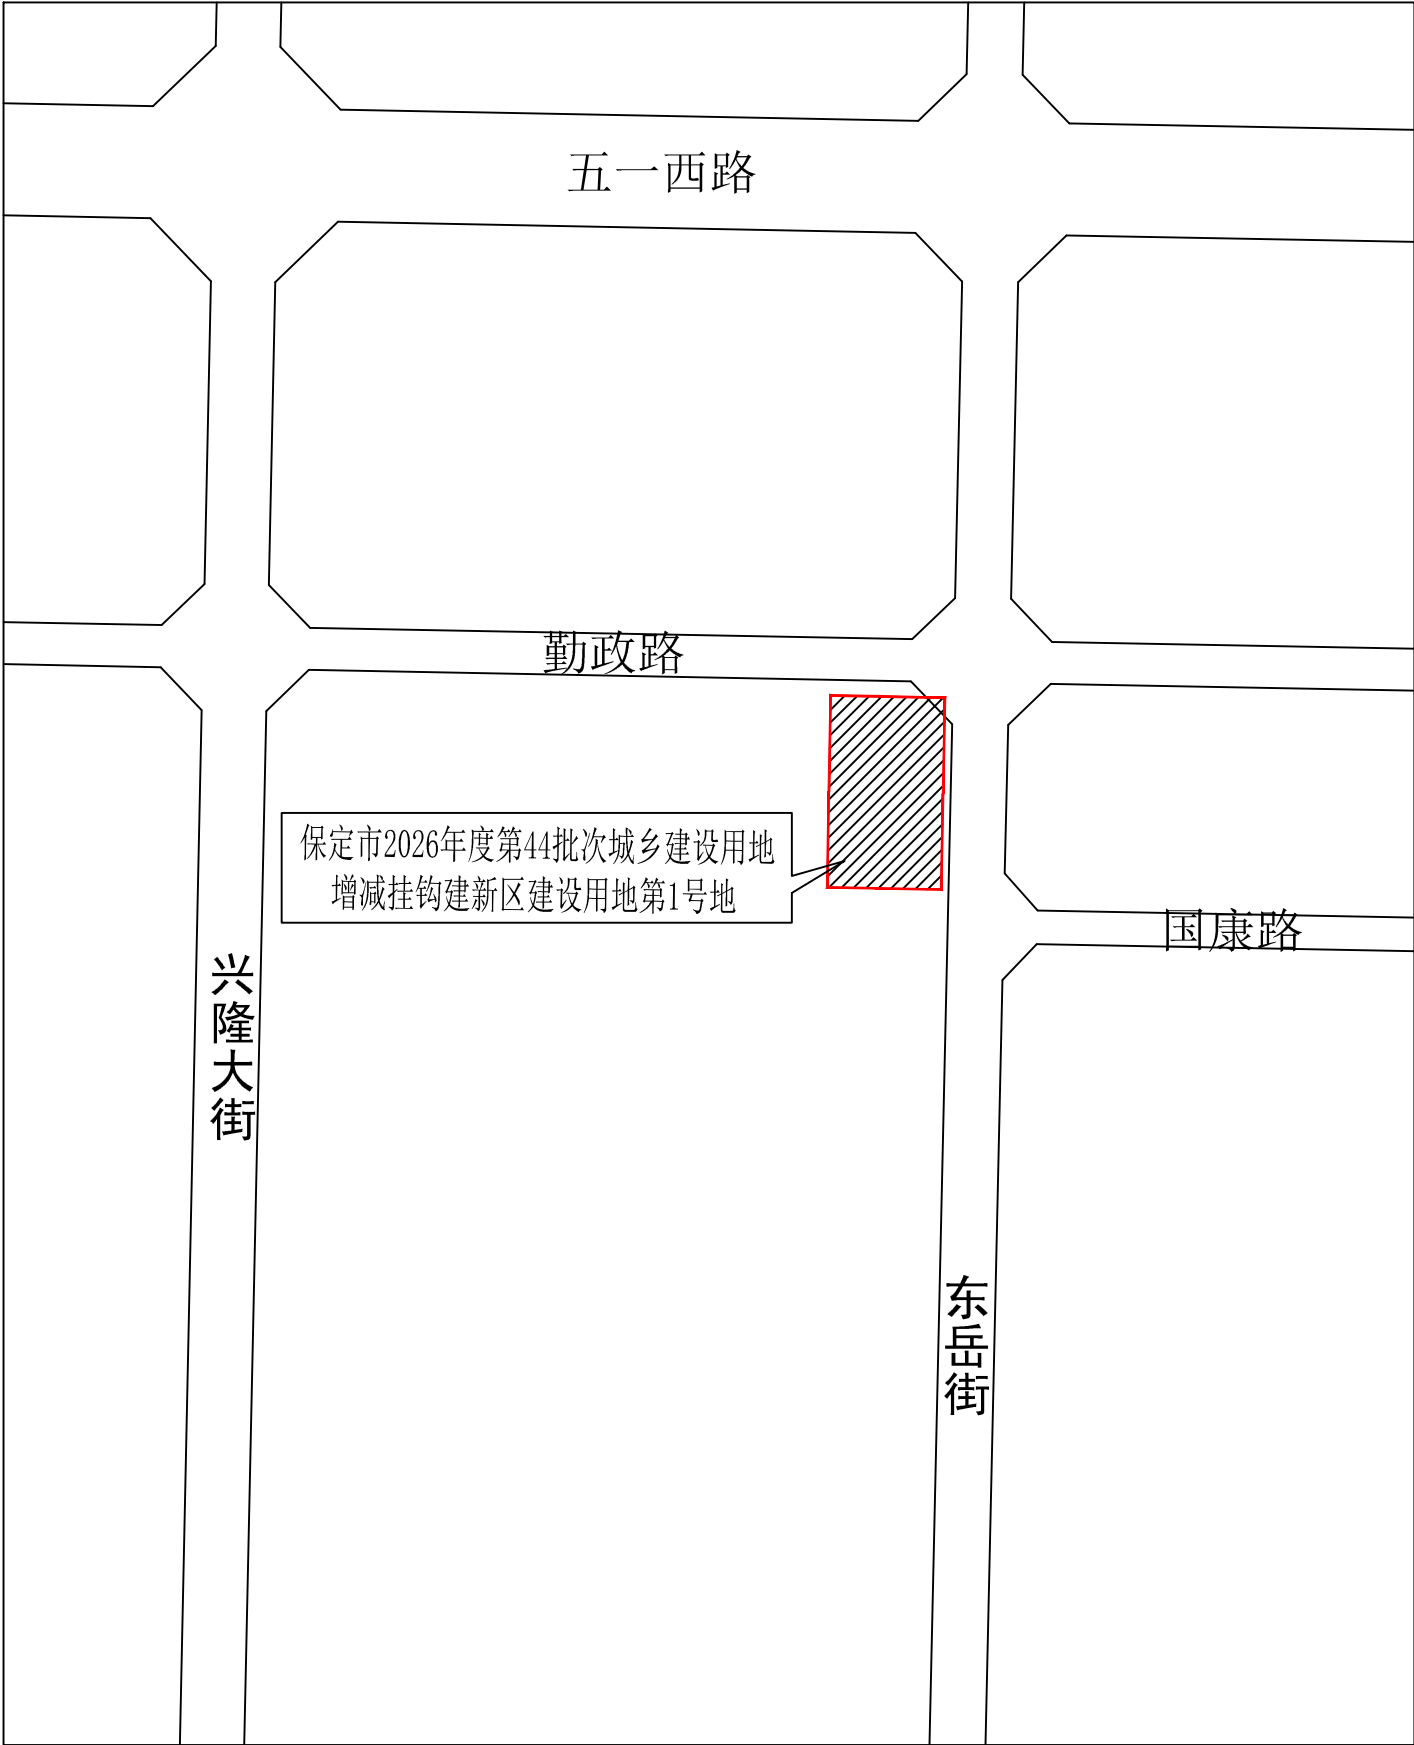 五一西路
勤政路
保定市2026年度第44批次城乡建设用地
增减挂钩建新区建设用地第1号地
国康路
兴隆大街
东岳街